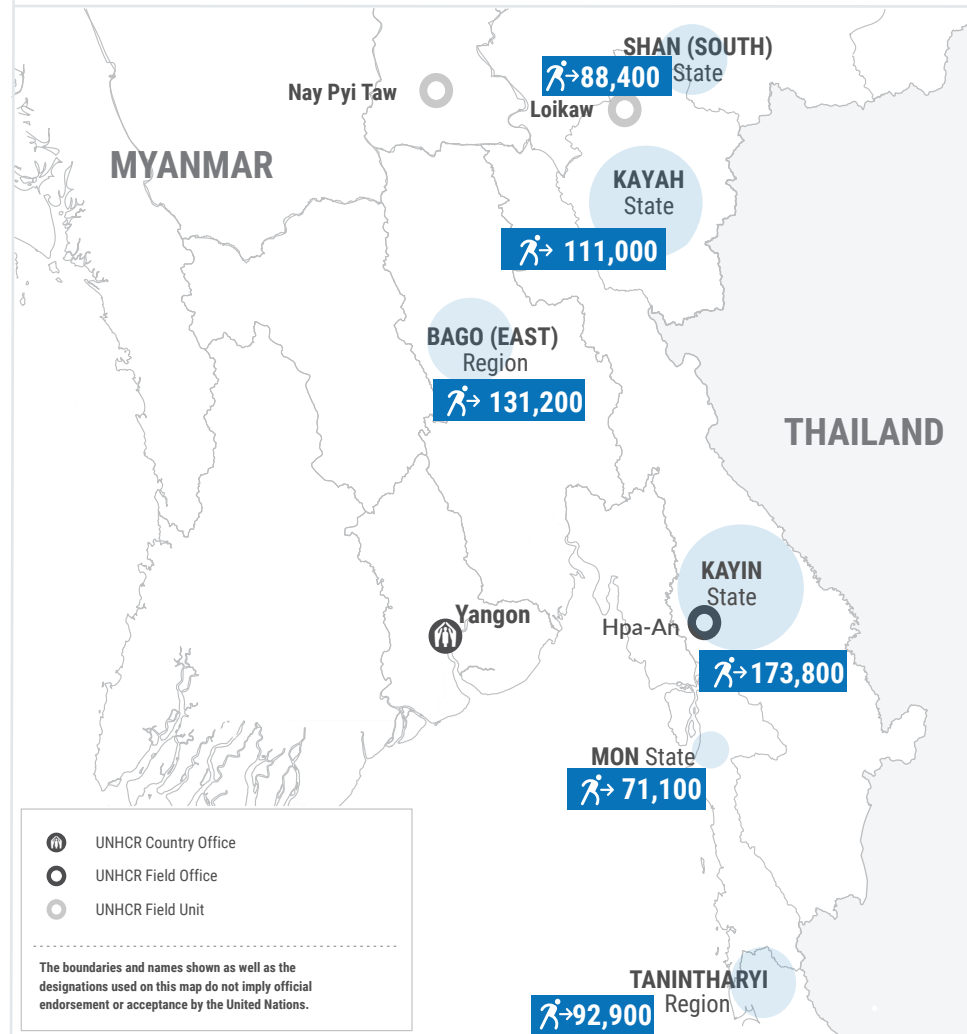 SHAN (SOUTH)
State
88,400
Nay Pyi Taw
Loikaw
MYANMAR
KAYAH
State
111,000
BAGO (EAST)
Region
131,200
THAILAND
KAYIN
State
Yangon
Hpa-An
173,800
MON State
71,100
UNHCR Country Office
UNHCR Field Office
UNHCR Field Unit
The boundaries and names shown as well as the
designations used on this map do not imply official
endorsement or acceptance by the United Nations.
TANINTHARYI
Region
92,900